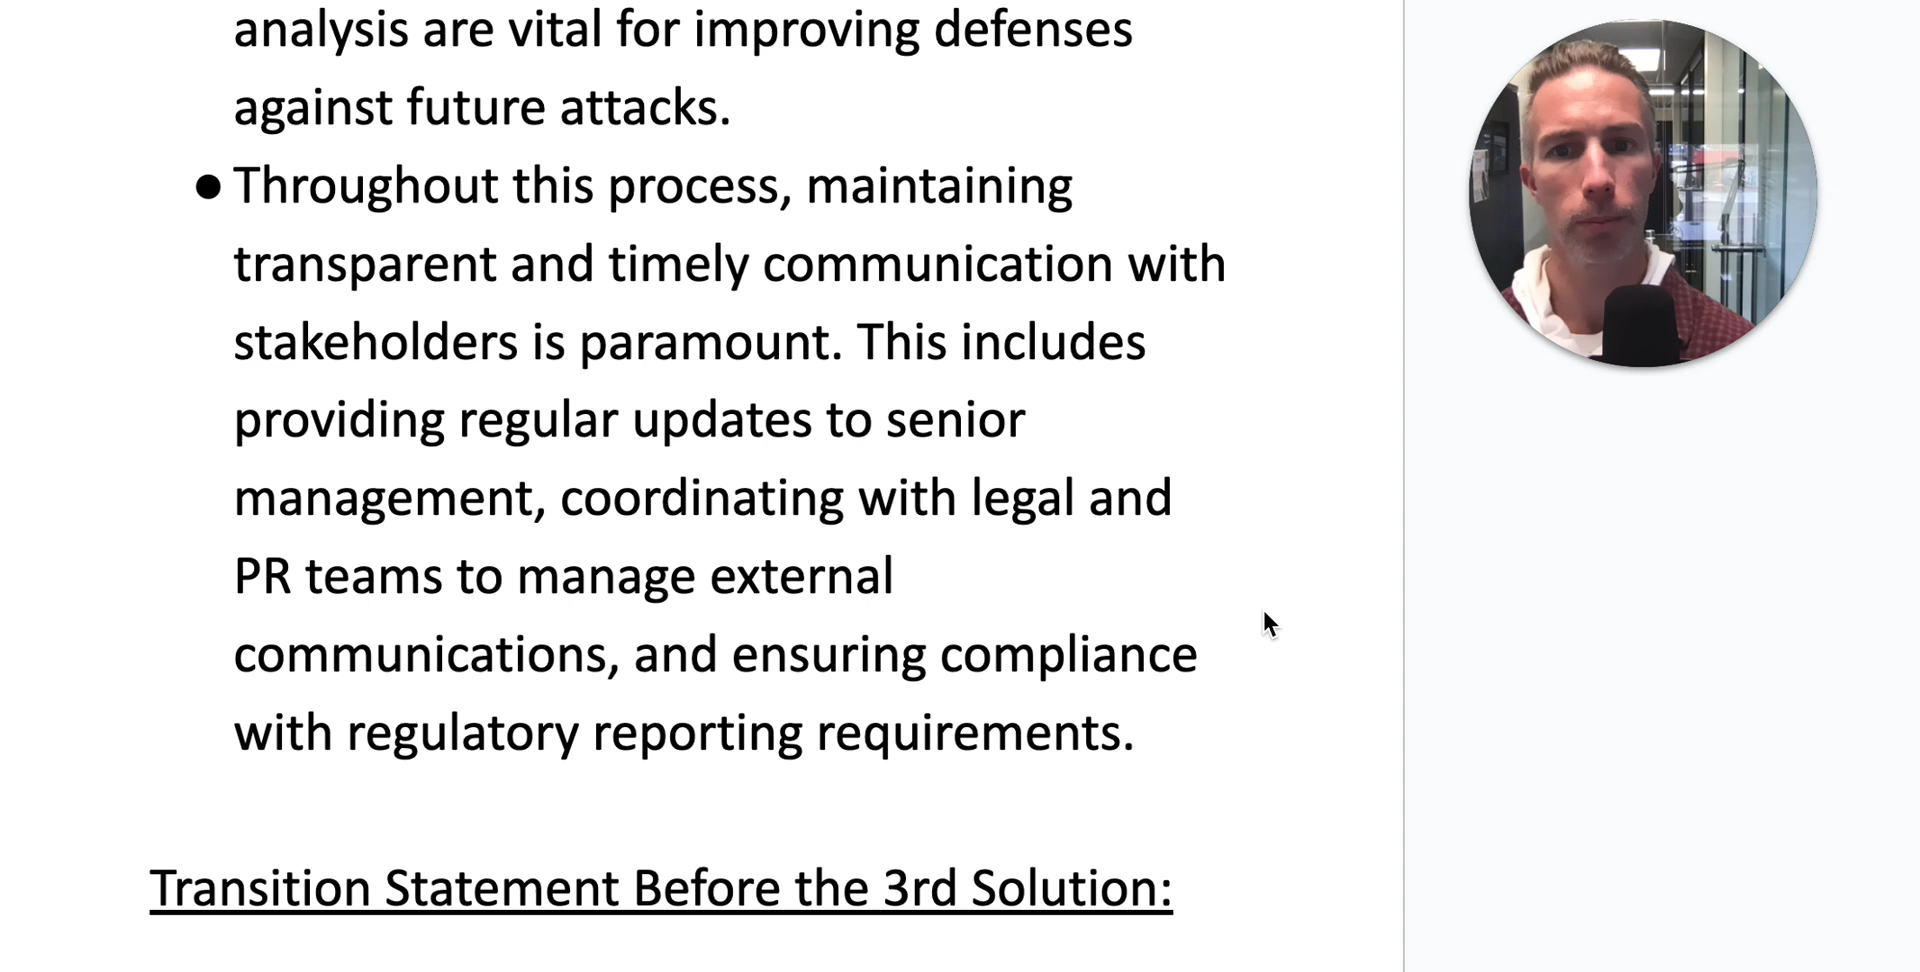 analysis are vital for improving defenses
against future attacks.
● Throughout this process, maintaining
transparent and timely communication with
stakeholders is paramount. This includes
providing regular updates to senior
management, coordinating with legal and
PR teams to manage external
communications, and ensuring compliance
with regulatory reporting requirements.
Transition Statement Before the 3rd Solution: